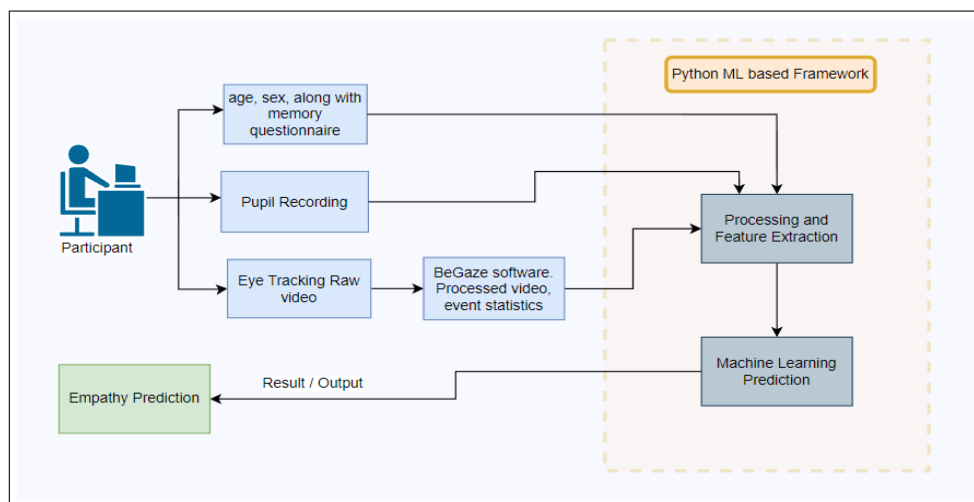 Python ML based Framework
age, sex, along with
memory
questionnaire
Participant
Pupil Recording
Processing and
Feature Extraction
Eye Tracking Raw
video
BeGaze software.
Processed video,
event statistics
Machine Learning
Prediction
Result / Output
Empathy Prediction